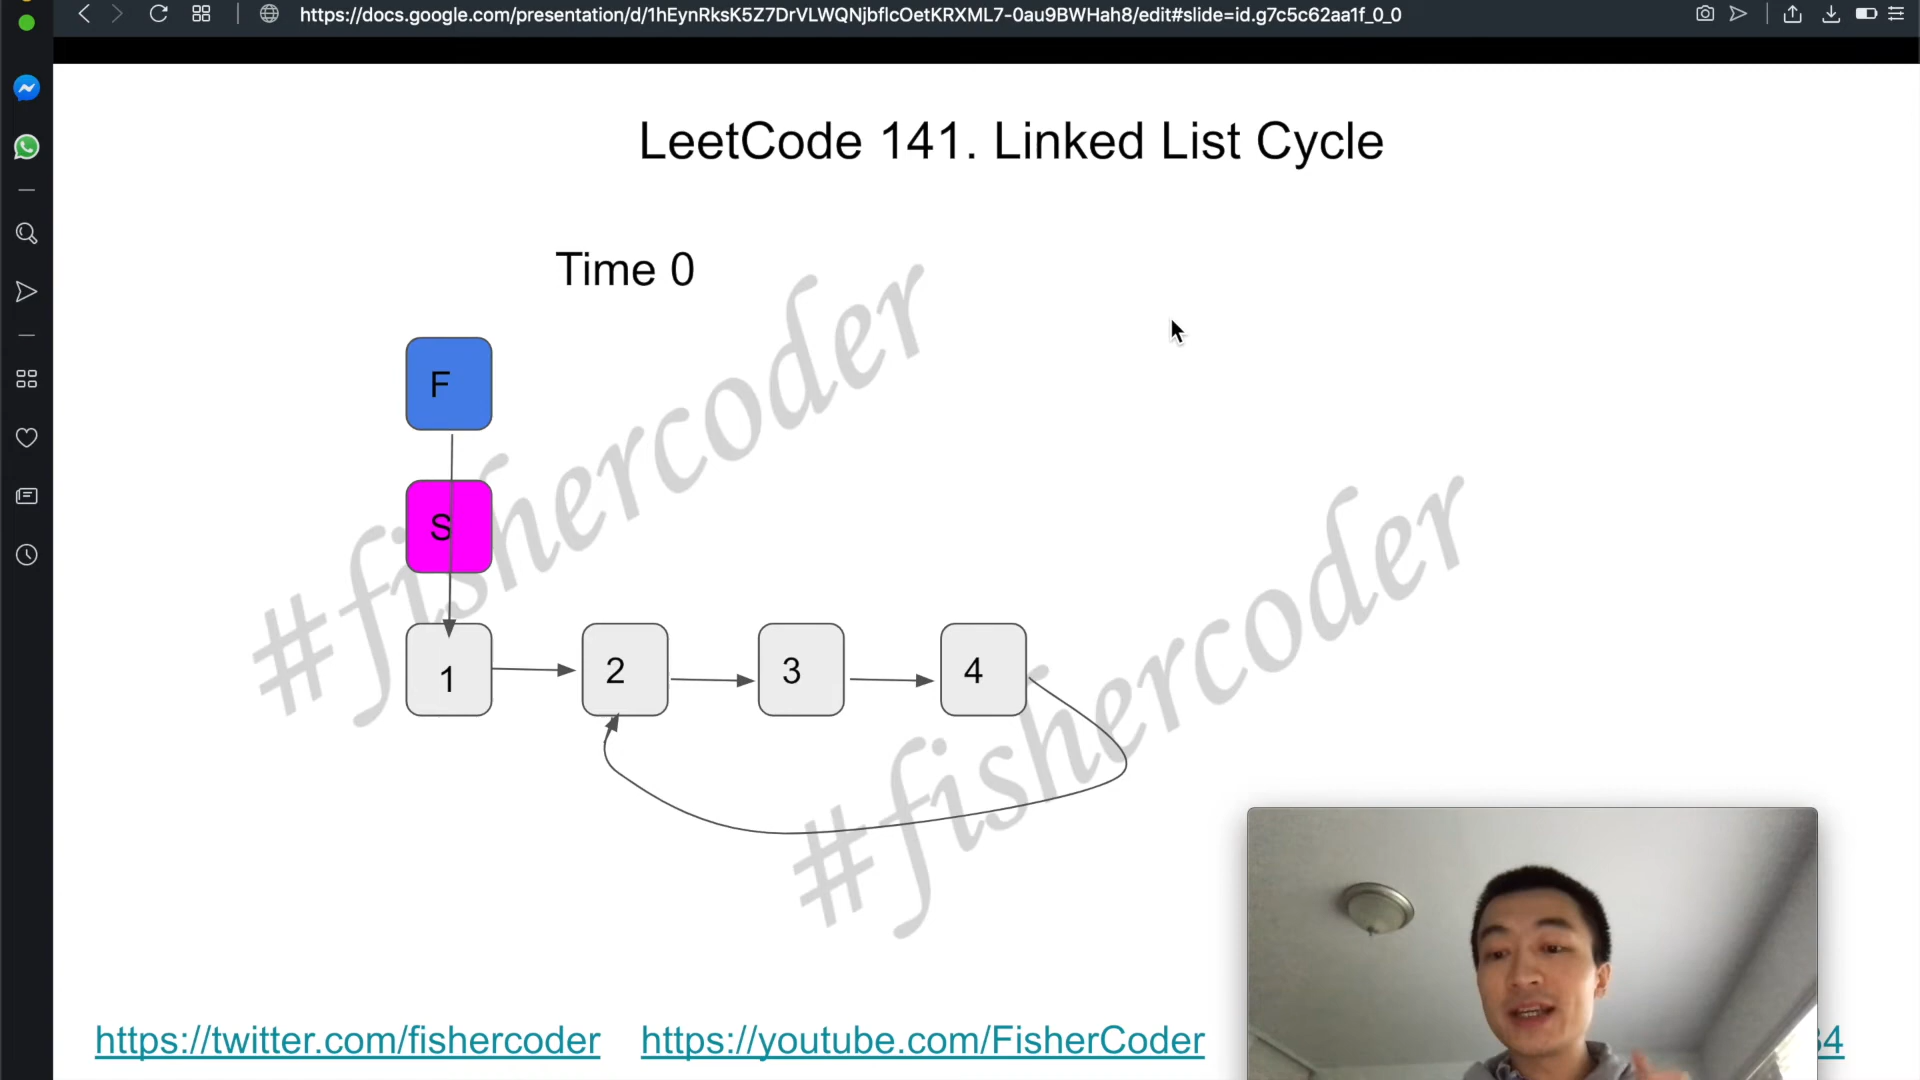 https://docs.google.com/presentation/d/1hEynRksK5Z7DrVLWQNjbflcOetKRXML7-0au9BWHah8/edit#slide=id.g7c5c62aa1f_0_0
LeetCode 141. Linked List Cycle
Time 0
F
S
1 2 3 4
#fishercoder
#fishercoder
https://twitter.com/fishercoder https://youtube.com/FisherCoder 34